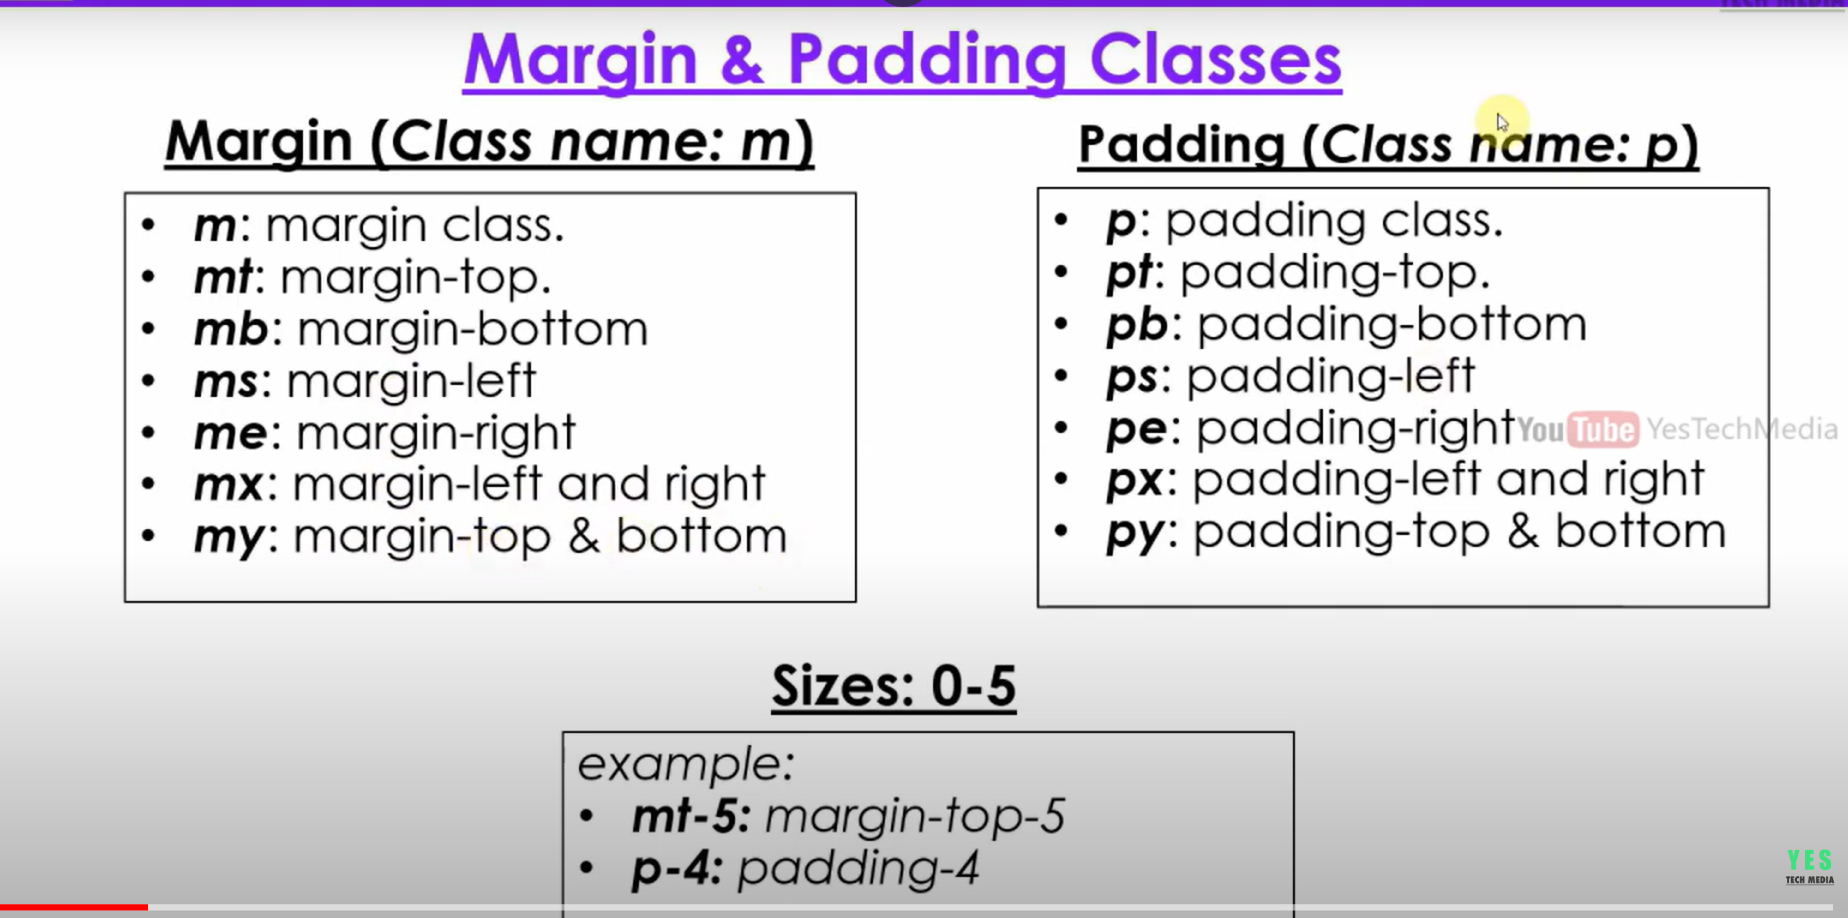 TECH MEDIA
Margin & Padding Classes
Margin (Class name: m)
• m: margin class.
• mt: margin-top.
• mb: margin-bottom
• ms: margin-left
• me: margin-right
• mx: margin-left and right
• my: margin-top & bottom
Padding (Class name: p)
• p: padding class.
• pt: padding-top.
• pb: padding-bottom
• ps: padding-left
• pe: padding-right
• px: padding-left and right
• py: padding-top & bottom
YouTube YesTechMedia
Sizes: 0-5
example:
• mt-5: margin-top-5
• p-4: padding-4
YES
TECH MEDIA